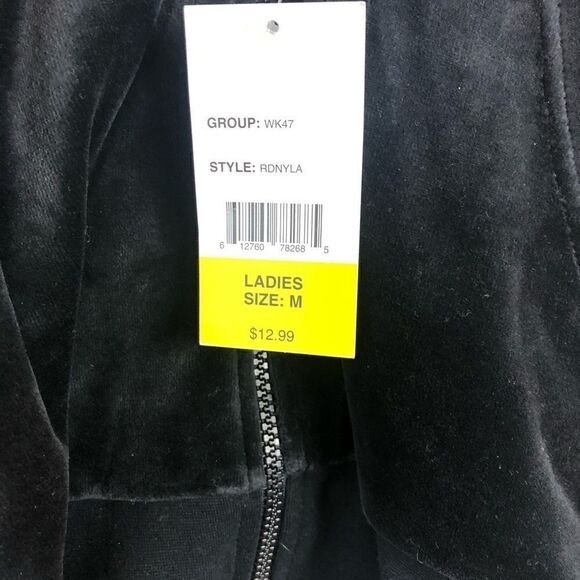 GROUP: WK47
STYLE: RDNYLA
6 12760 78268 5
LADIES
SIZE: M
$12.99